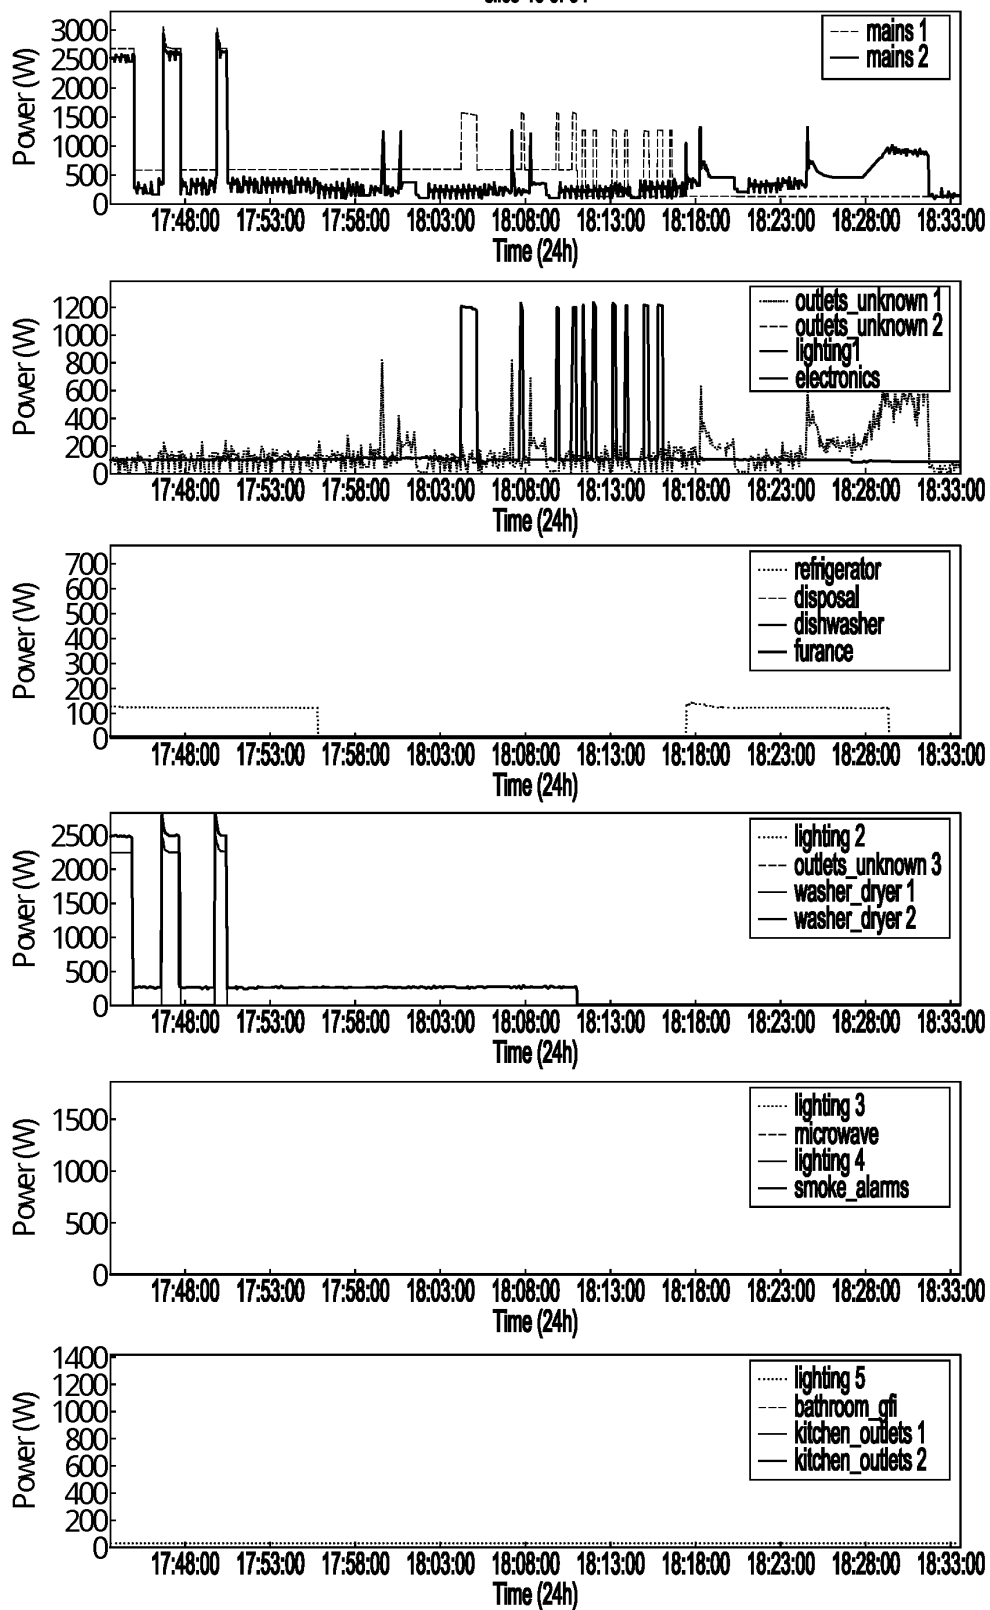 3000
2500
2000
1500
1000
500
0
Power (W)
mains 1
mains 2
17:48:00 17:53:00 17:58:00 18:03:00 18:08:00 18:13:00 18:18:00 18:23:00 18:28:00 18:33:00
Time (24h)
1200
1000
800
600
400
200
0
Power (W)
outlets_unknown 1
outlets_unknown 2
lighting1
electronics
17:48:00 17:53:00 17:58:00 18:03:00 18:08:00 18:13:00 18:18:00 18:23:00 18:28:00 18:33:00
Time (24h)
700
600
500
400
300
200
100
0
Power (W)
refrigerator
disposal
dishwasher
furance
17:48:00 17:53:00 17:58:00 18:03:00 18:08:00 18:13:00 18:18:00 18:23:00 18:28:00 18:33:00
Time (24h)
2500
2000
1500
1000
500
0
Power (W)
lighting 2
outlets_unknown 3
washer_dryer 1
washer_dryer 2
17:48:00 17:53:00 17:58:00 18:03:00 18:08:00 18:13:00 18:18:00 18:23:00 18:28:00 18:33:00
Time (24h)
1500
1000
500
0
Power (W)
lighting 3
microwave
lighting 4
smoke_alarms
17:48:00 17:53:00 17:58:00 18:03:00 18:08:00 18:13:00 18:18:00 18:23:00 18:28:00 18:33:00
Time (24h)
1400
1200
1000
800
600
400
200
0
Power (W)
lighting 5
bathroom_gfi
kitchen_outlets 1
kitchen_outlets 2
17:48:00 17:53:00 17:58:00 18:03:00 18:08:00 18:13:00 18:18:00 18:23:00 18:28:00 18:33:00
Time (24h)